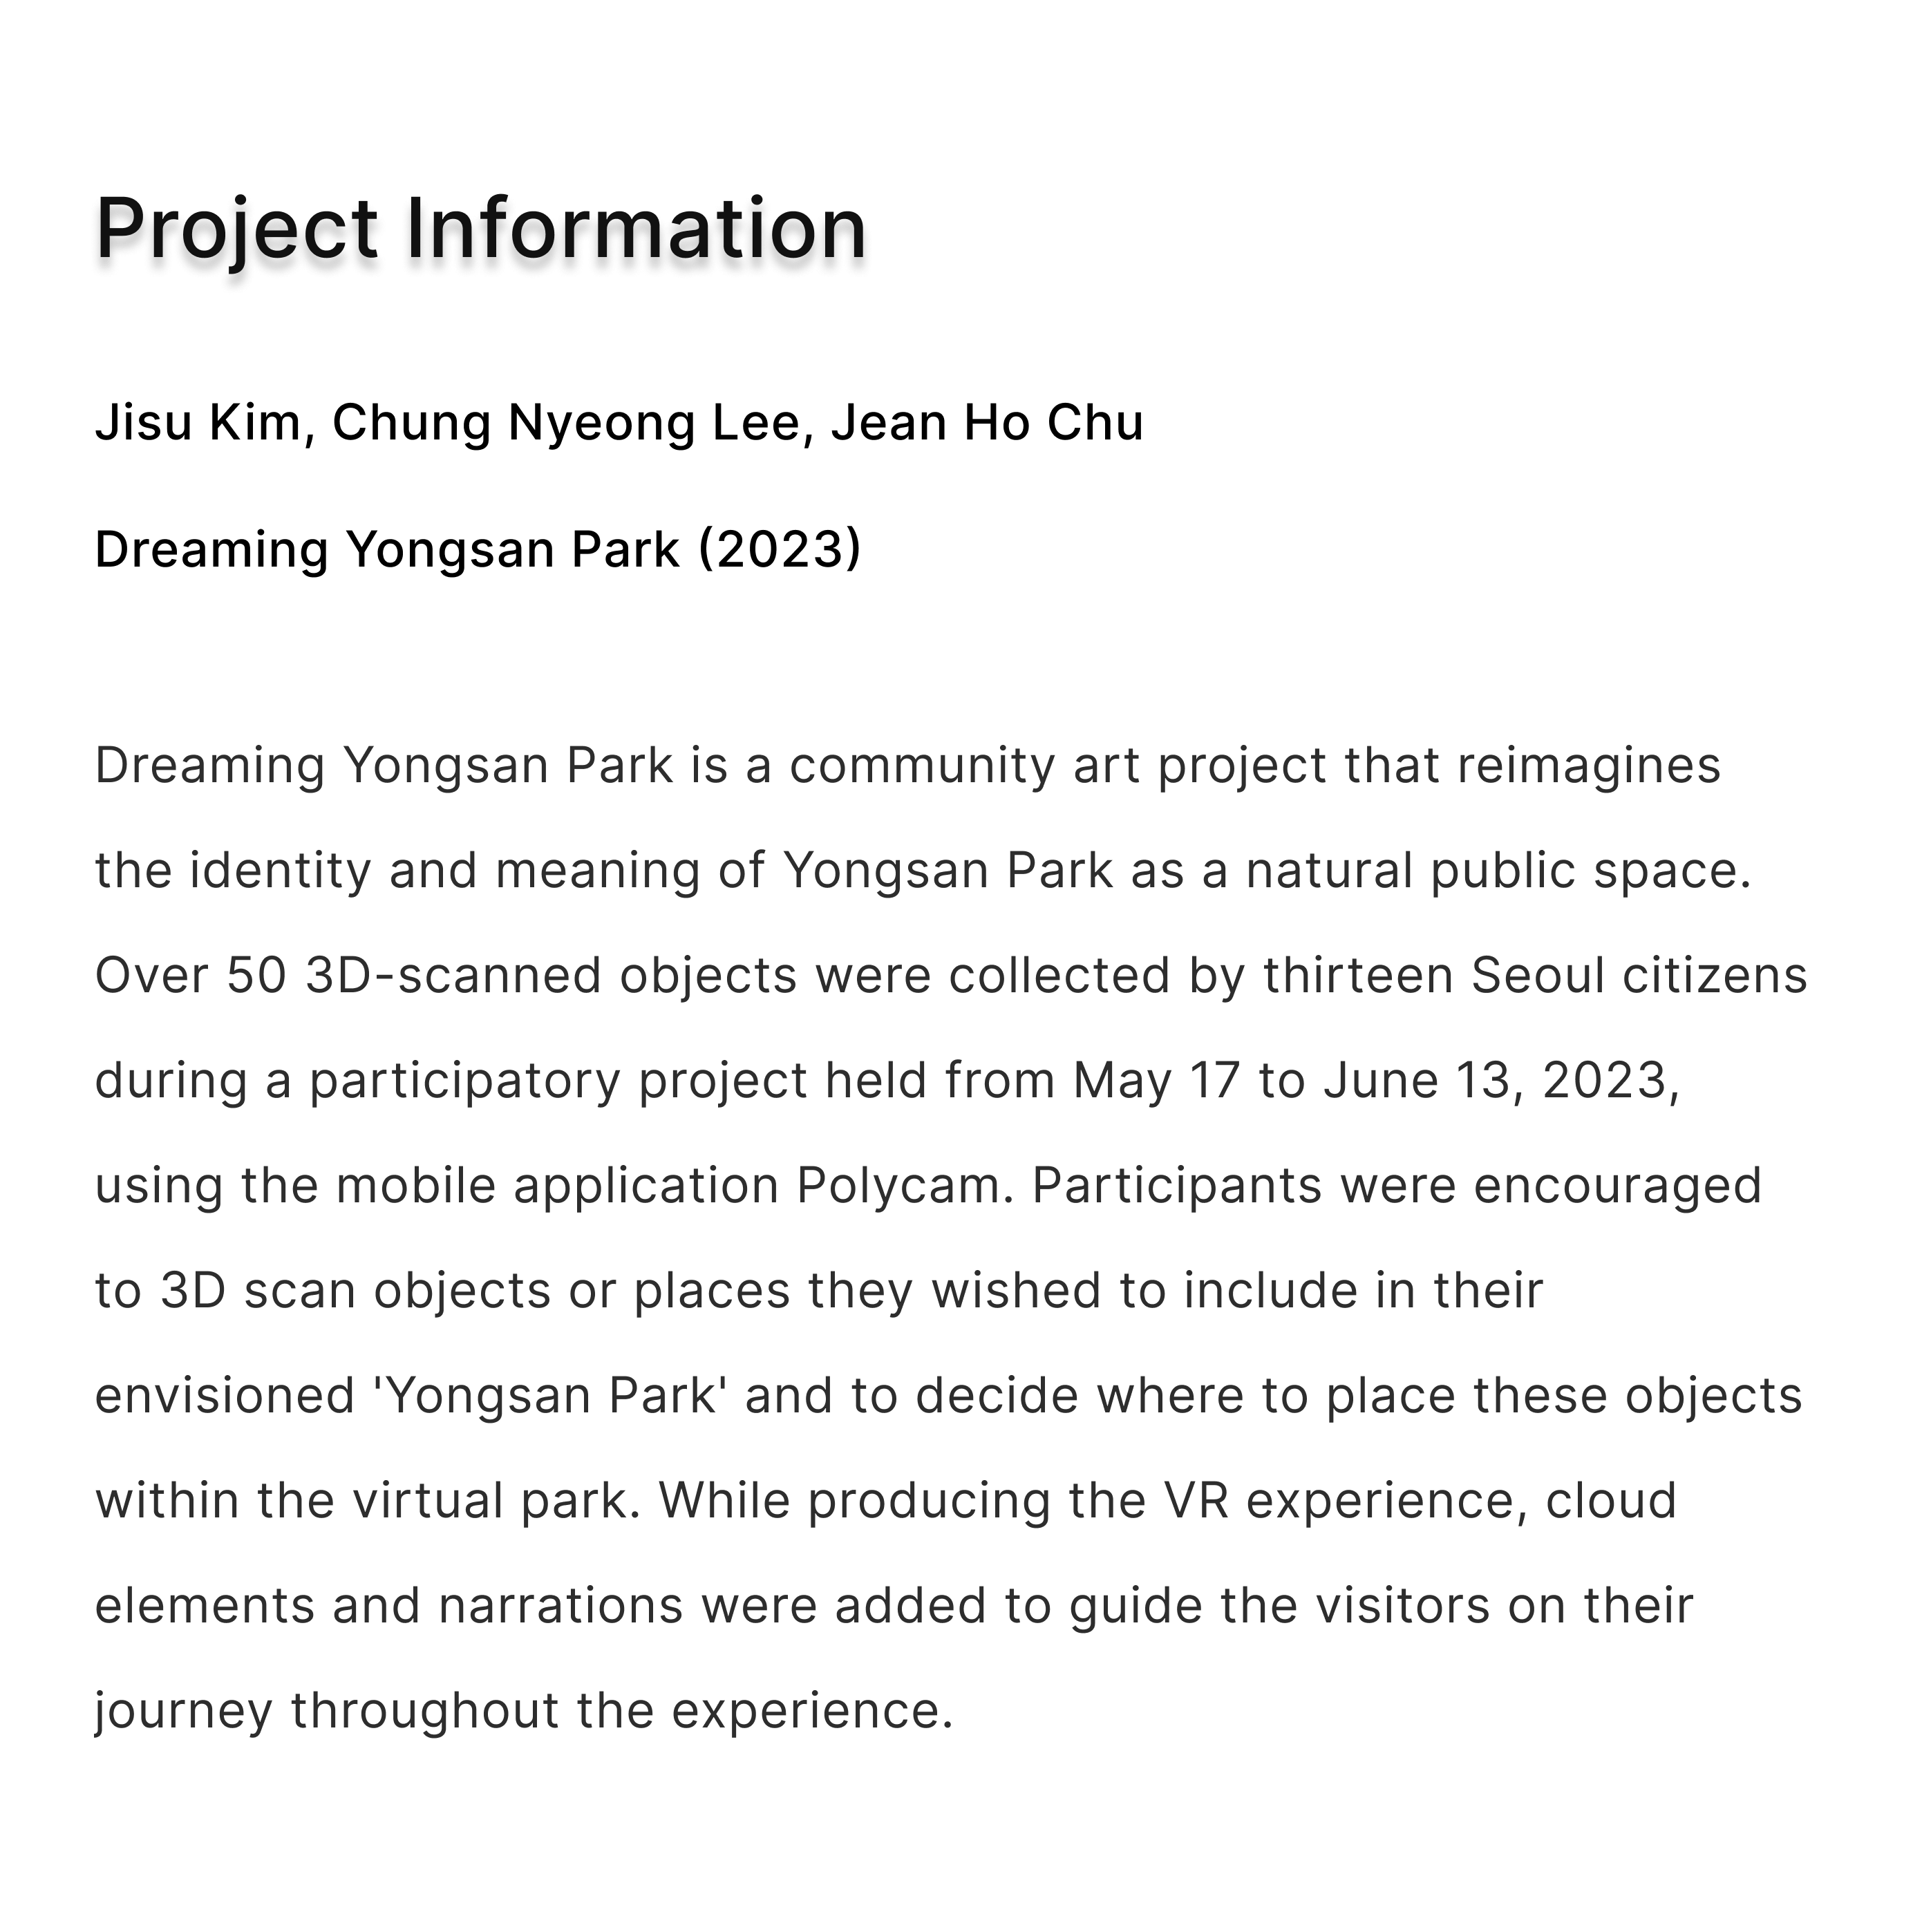 Project Information
Jisu Kim, Chung Nyeong Lee, Jean Ho Chu
Dreaming Yongsan Park (2023)
Dreaming Yongsan Park is a community art project that reimagines
the identity and meaning of Yongsan Park as a natural public space.
Over 50 3D-scanned objects were collected by thirteen Seoul citizens
during a participatory project held from May 17 to June 13, 2023,
using the mobile application Polycam. Participants were encouraged
to 3D scan objects or places they wished to include in their
envisioned 'Yongsan Park' and to decide where to place these objects
within the virtual park. While producing the VR experience, cloud
elements and narrations were added to guide the visitors on their
journey throughout the experience.